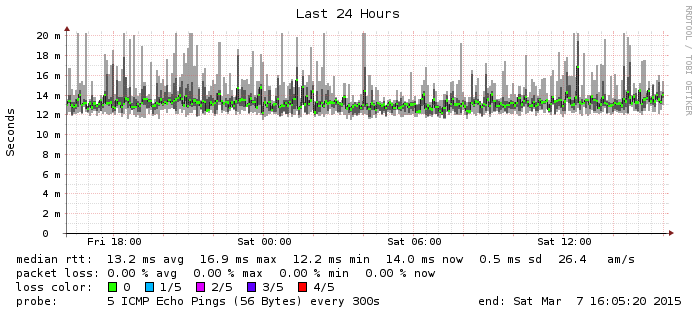 Last 24 Hours
RRDTOOL / TOBI OETIKER
Seconds
20 m
18 m
16 m
14 m
12 m
10 m
8 m
6 m
4 m
2 m
0
Fri 18:00 Sat 00:00 Sat 06:00 Sat 12:00
median rtt: 13.2 ms avg 16.9 ms max 12.2 ms min 14.0 ms now 0.5 ms sd 26.4 am/s
packet loss: 0.00 % avg 0.00 % max 0.00 % min 0.00 % now
loss color: 0 1/5 2/5 3/5 4/5
probe: 5 ICMP Echo Pings (56 Bytes) every 300s end: Sat Mar 7 16:05:20 2015